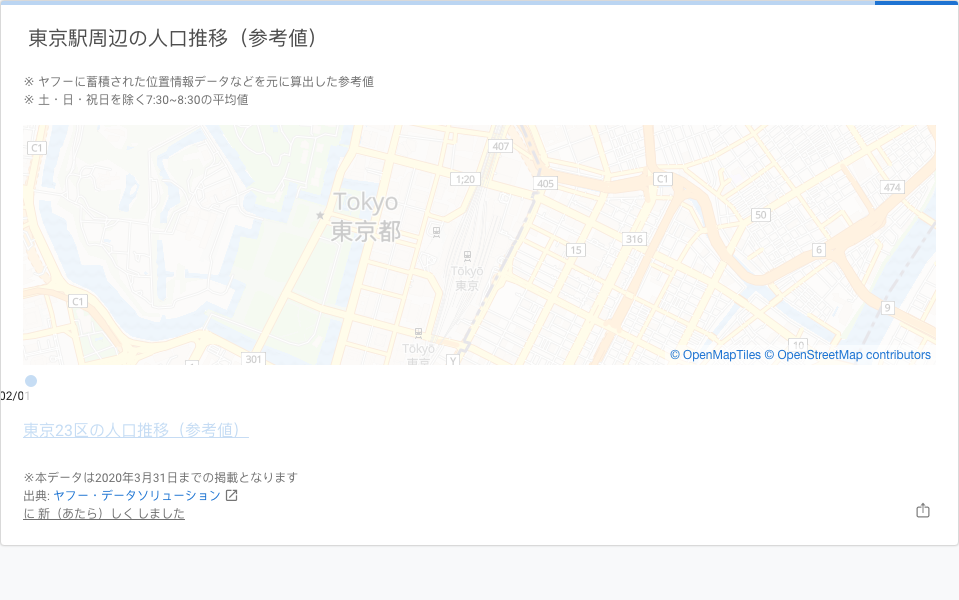 東京駅周辺の人口推移（参考値）
※ ヤフーに蓄積された位置情報データなどを元に算出した参考値
※ 土・日・祝日を除く7:30~8:30の平均値
C1
407
1;20
405
C1
474
Tokyo
東京都
50
316
15
6
Tōkyō
東京
C1
9
10
Tōkyō
東京
301
1
Y
© OpenMapTiles © OpenStreetMap contributors
02/01
東京23区の人口推移（参考値）
※本データは2020年3月31日までの掲載となります
出典: ヤフー・データソリューション
に 新（あたら）しく しました